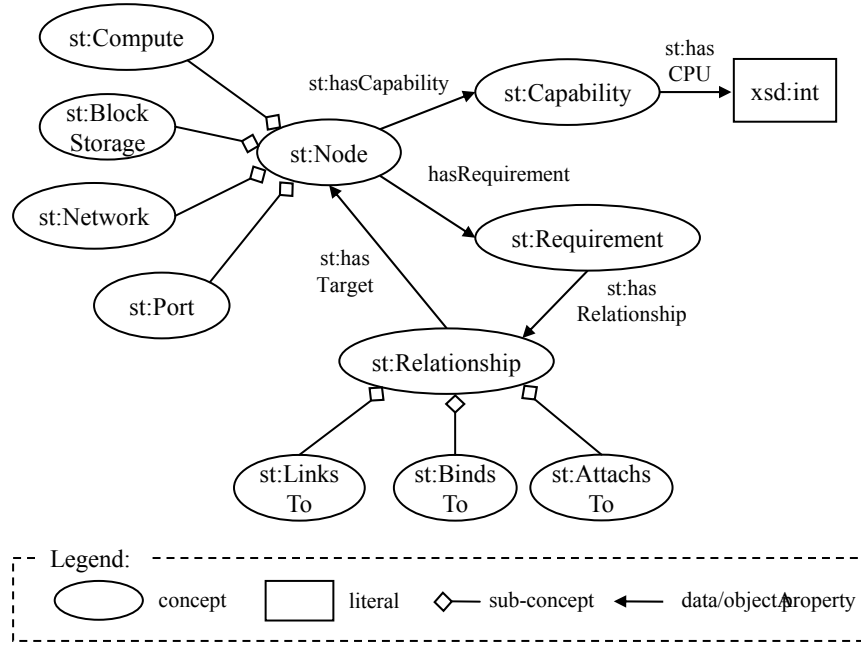 st:Compute
st:has
CPU
st:hasCapability
st:Capability
xsd:int
st:Block
Storage
st:Node
hasRequirement
st:Network
st:Requirement
st:has
Target
st:has
Relationship
st:Port
st:Relationship
st:Links
To
st:Binds
To
st:Attachs
To
Legend:
concept
literal
sub-concept
data/object property